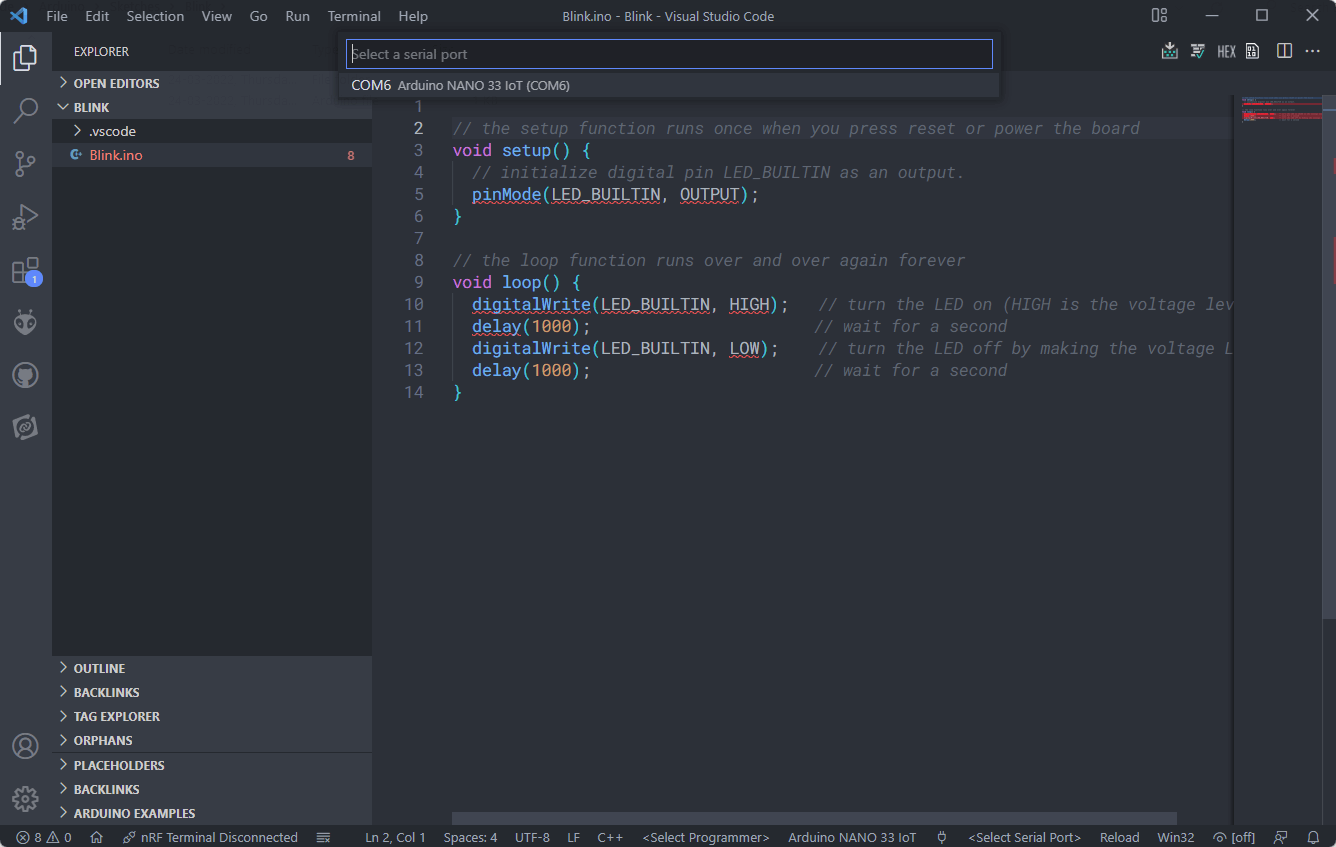 File Edit Selection View Go Run Terminal Help Blink.ino - Blink - Visual Studio Code
EXPLORER
Select a serial port
HEX
COM6 Arduino NANO 33 IoT (COM6)
OPEN EDITORS
BLINK
.vscode
Blink.ino 8
1
2 // the setup function runs once when you press reset or power the board
3 void setup() {
4 // initialize digital pin LED_BUILTIN as an output.
5 pinMode(LED_BUILTIN, OUTPUT);
6 }
7
8 // the loop function runs over and over again forever
9 void loop() {
10 digitalWrite(LED_BUILTIN, HIGH); // turn the LED on (HIGH is the voltage lev
11 delay(1000); // wait for a second
12 digitalWrite(LED_BUILTIN, LOW); // turn the LED off by making the voltage L
13 delay(1000); // wait for a second
14 }
1
OUTLINE
BACKLINKS
TAG EXPLORER
ORPHANS
PLACEHOLDERS
BACKLINKS
ARDUINO EXAMPLES
8 0 nRF Terminal Disconnected Ln 2, Col 1 Spaces: 4 UTF-8 LF C++ <Select Programmer> Arduino NANO 33 IoT <Select Serial Port> Reload Win32 [off]